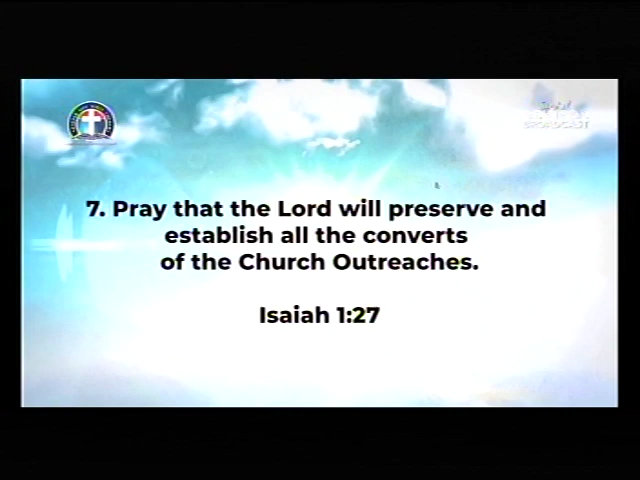 BROADCAST
7. Pray that the Lord will preserve and
establish all the converts
of the Church Outreaches.
Isaiah 1:27